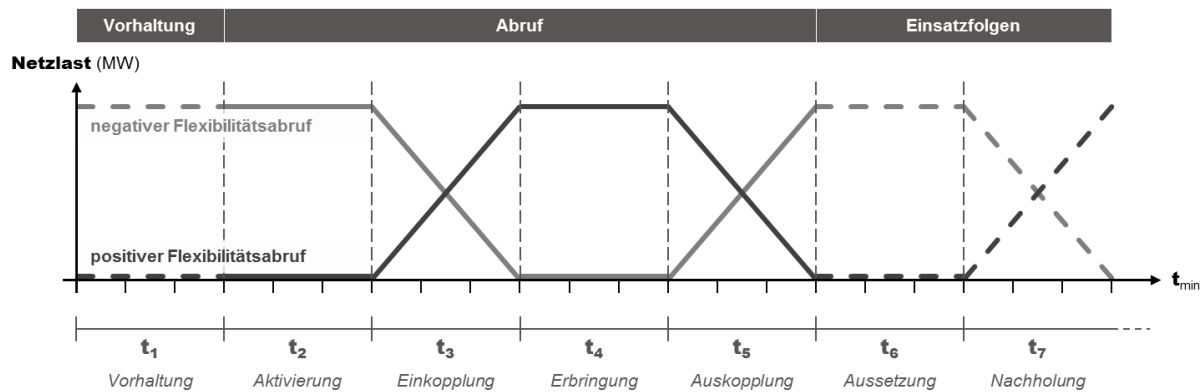 Vorhaltung Abruf Einsatzfolgen
Netzlast (MW)
negativer Flexibilitätsabruf
positiver Flexibilitätsabruf
tmin
t1 t2 t3 t4 t5 t6 t7
Vorhaltung Aktivierung Einkopplung Erbringung Auskopplung Aussetzung Nachholung